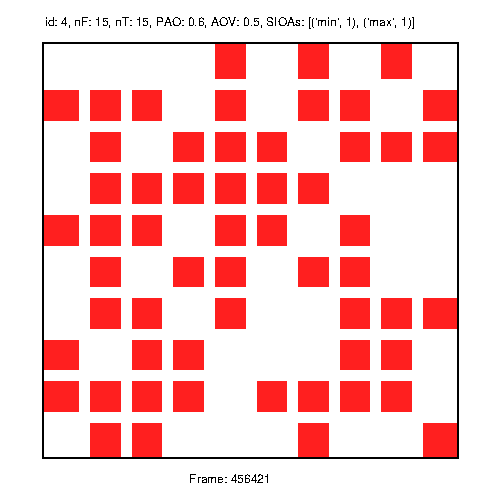 id: 4, nF: 15, nT: 15, PAO: 0.6, AOV: 0.5, SIOAs: [('min', 1), ('max', 1)]
Frame: 456421